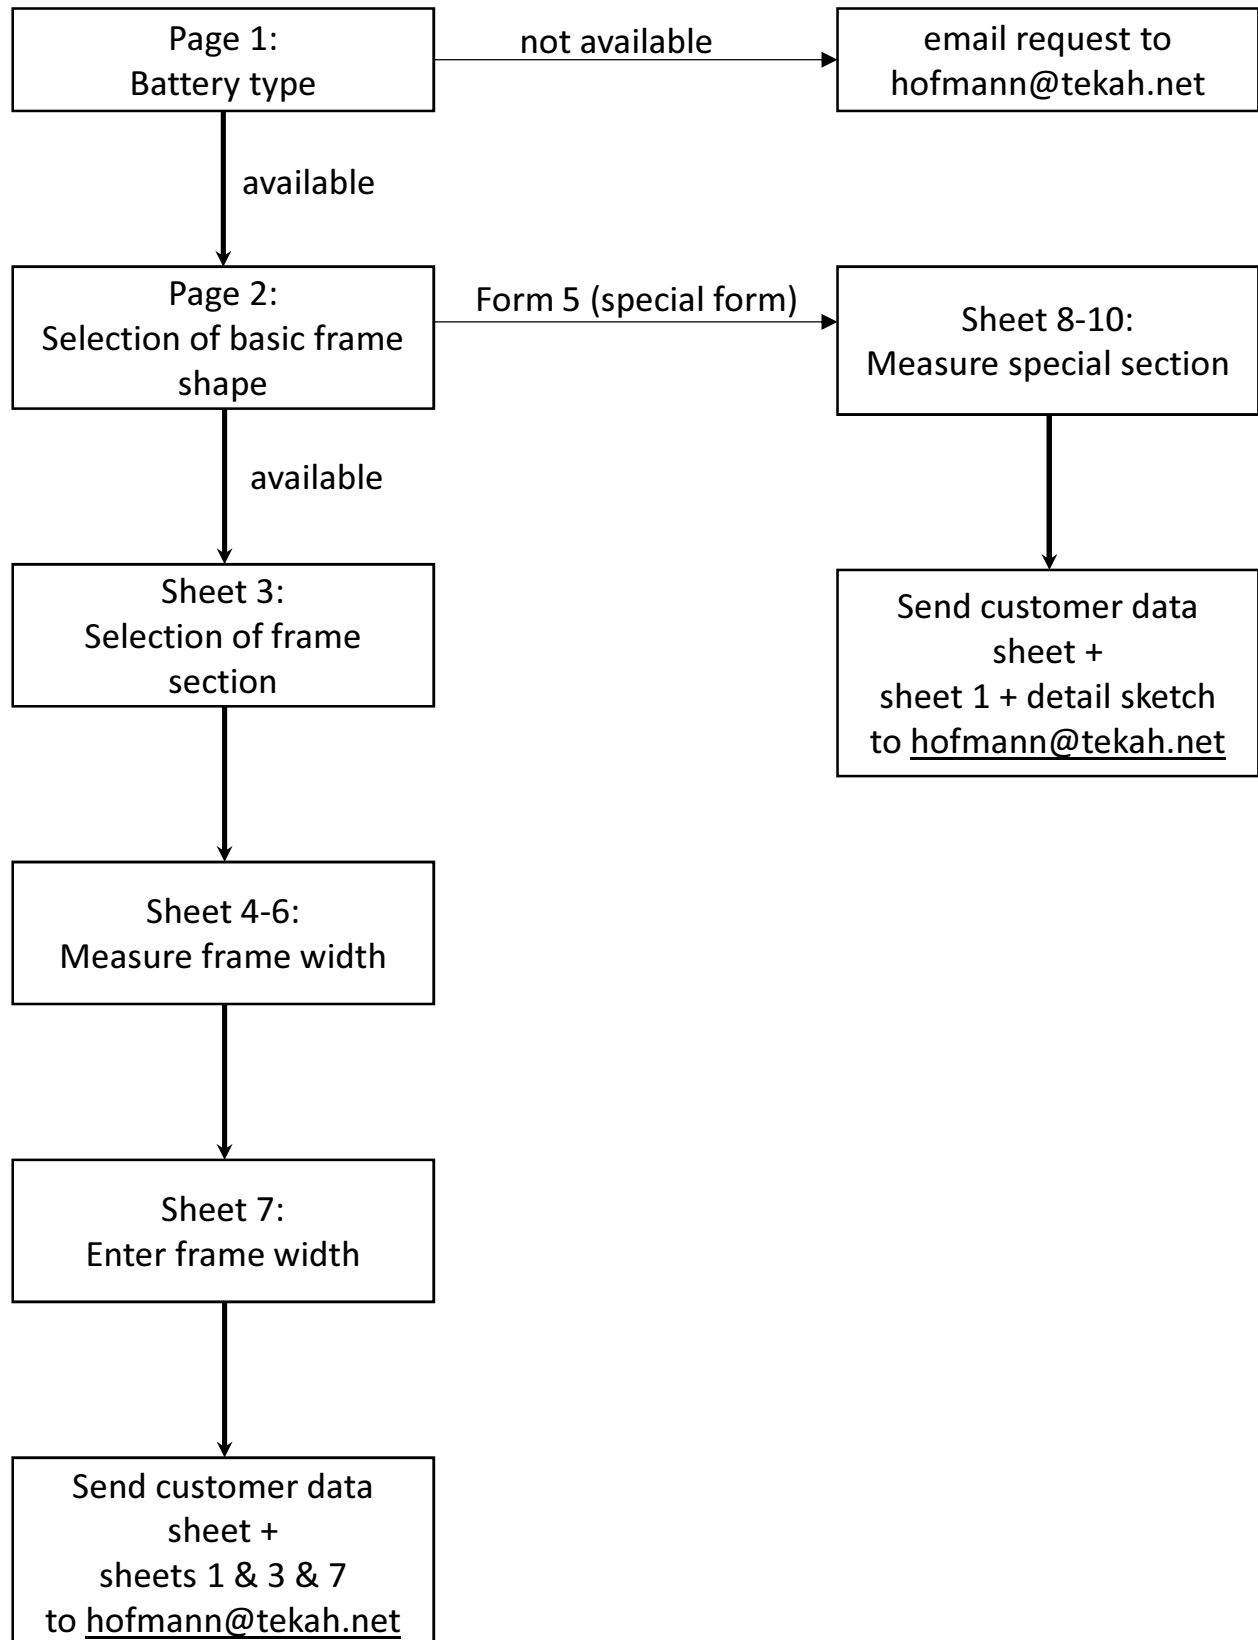 Page 1:
Battery type
not available
email request to
hofmann@tekah.net
available
Page 2:
Selection of basic frame
shape
Form 5 (special form)
Sheet 8-10:
Measure special section
available
Sheet 3:
Selection of frame
section
Send customer data
sheet +
sheet 1 + detail sketch
to hofmann@tekah.net
Sheet 4-6:
Measure frame width
Sheet 7:
Enter frame width
Send customer data
sheet +
sheets 1 & 3 & 7
to hofmann@tekah.net